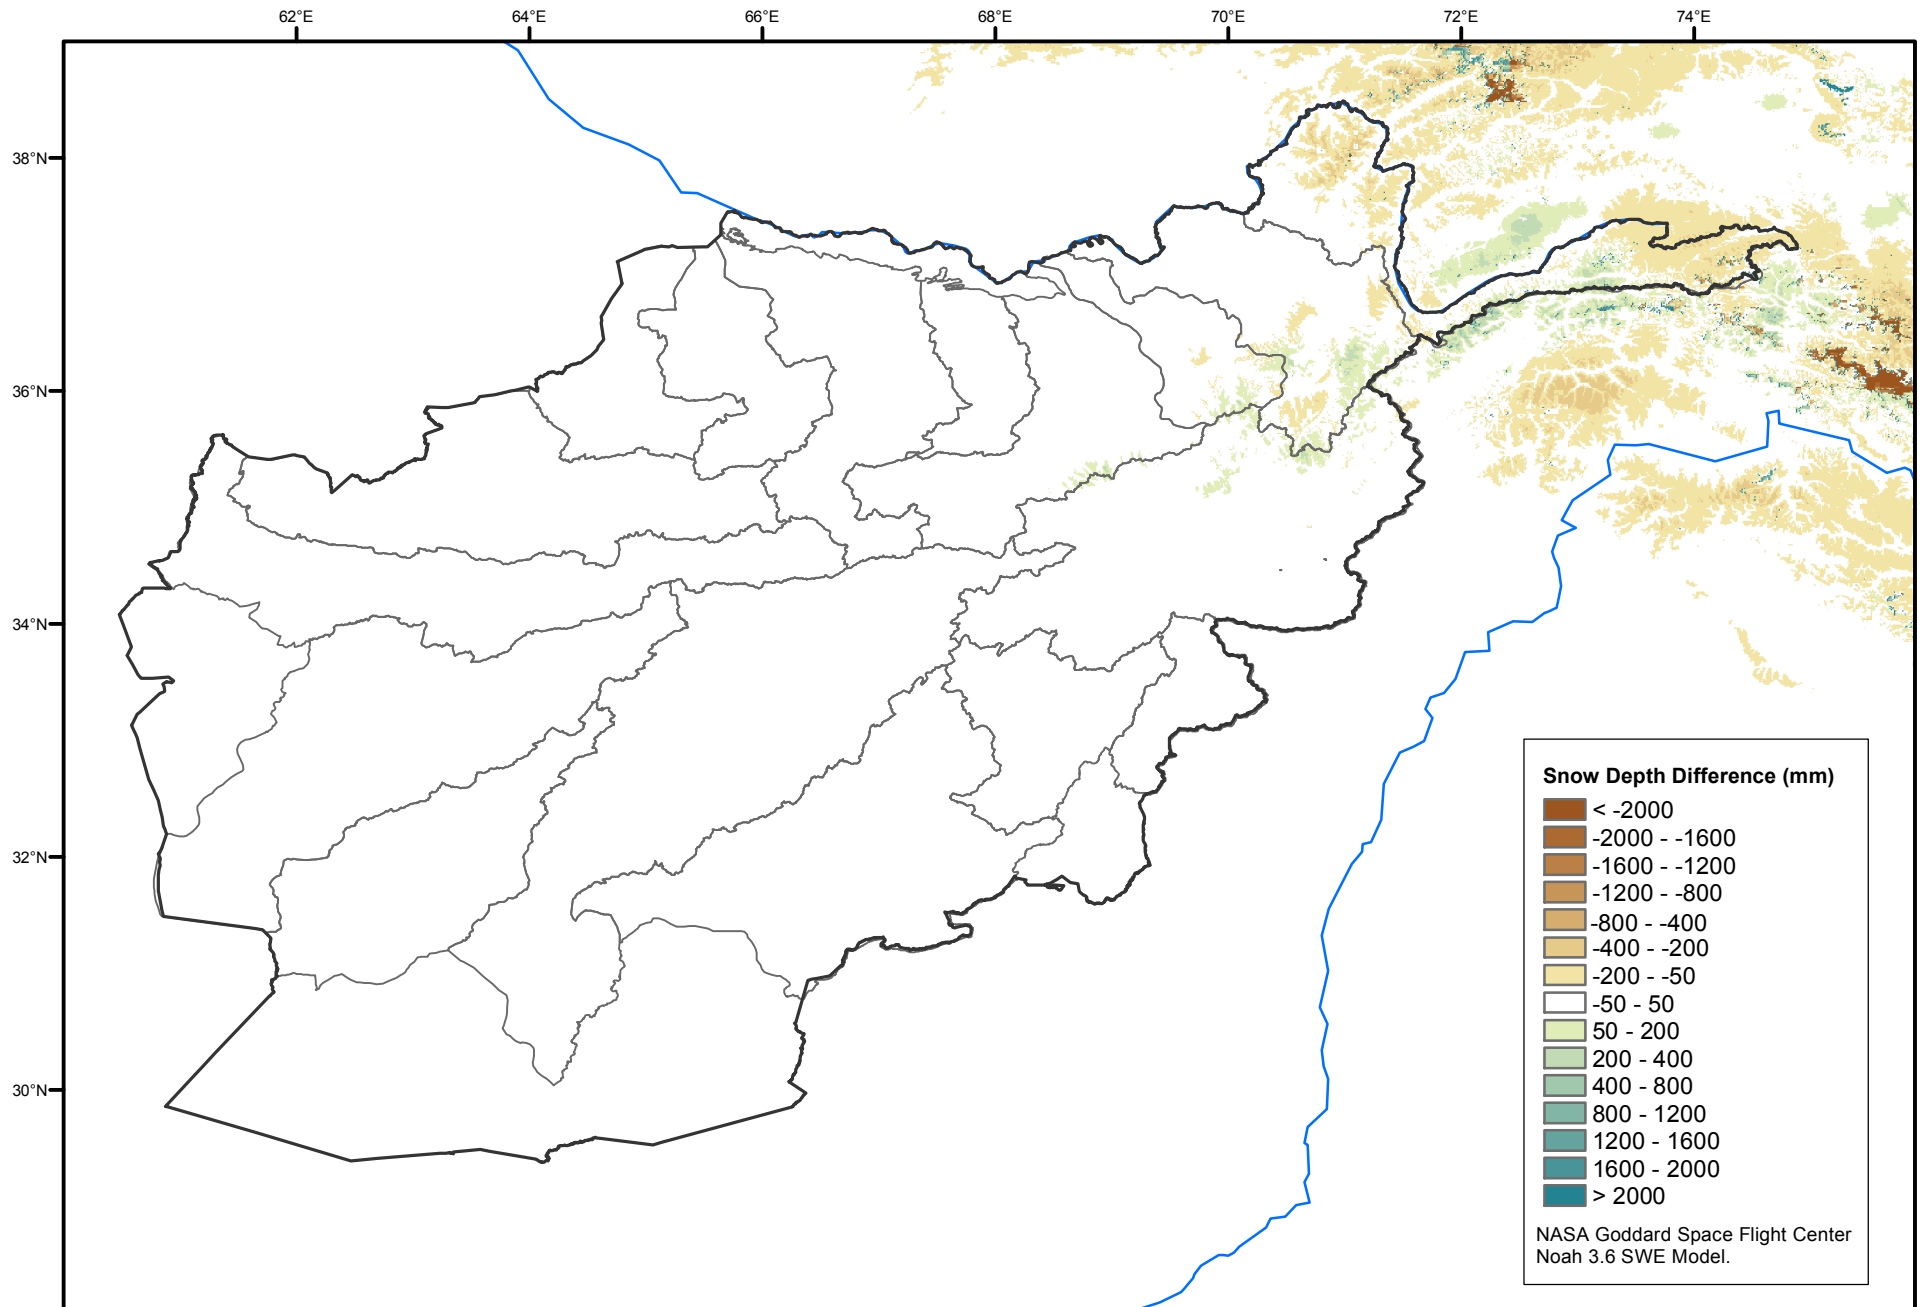 62°E
64°E
66°E
68°E
70°E
72°E
74°E
38°N
36°N
34°N
32°N
30°N
Snow Depth Difference (mm)
< -2000
-2000 - -1600
-1600 - -1200
-1200 - -800
-800 - -400
-400 - -200
-200 - -50
-50 - 50
50 - 200
200 - 400
400 - 800
800 - 1200
1200 - 1600
1600 - 2000
> 2000
NASA Goddard Space Flight Center
Noah 3.6 SWE Model.